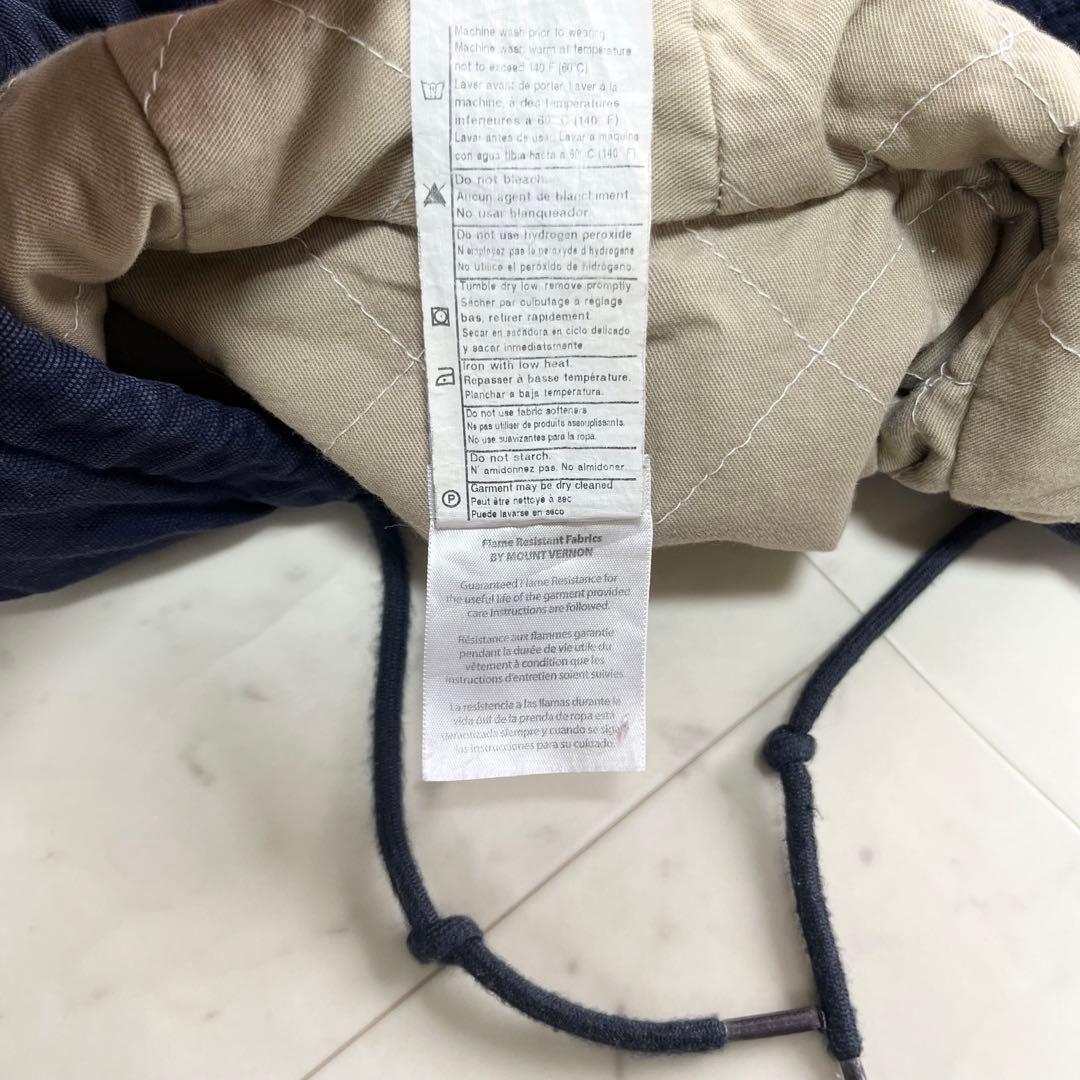 Machine wash prior to wearing.
Machine wash warm at temperature
not to exceed 140 F (60°C)
Laver avant de porter. Laver à la
machine, à des températures
inferieures a 60 C (140 F).
Lavar antes de usar. Lavar a maquina
con agua tibia hasta a 60 C (140 F)
Do not bleach.
Aucun agent de blanchiment.
No usar blanqueador.
Do not use hydrogen peroxide
N employez pas le peroxyde d hydrogene
No utilice el peróxido de hidrógeno.
Tumble dry low, remove promptly
Sécher par culbutage à réglage
bas, retirer rapidement.
Secar en secadora en ciclo delicado
y sacar inmediatamente
Iron with low heat.
Repasser à basse température.
Planchar a baja temperatura.
Do not use fabric softeners
Ne pas utiliser de produits assouplissants.
No use suavizantes para la ropa.
Do not starch.
N' amidonnez pas. No almidonar
P
Garment may be dry cleaned
Peut être nettoyé à sec
Puede lavarse en seco
Flame Resistant Fabrics
BY MOUNT VERNON
Guaranteed Flame Resistance for
the useful life of the garment provided
care instructions are followed.
Résistance aux flammes garantie
pendant la durée de vie utile du
vêtement à condition que les
instructions d'entretien soient suivies
La resistencia a las llamas durante la
vida útil de la prenda de ropa está
garantizada siempre y cuando se
las instrucciones para su cuidado.